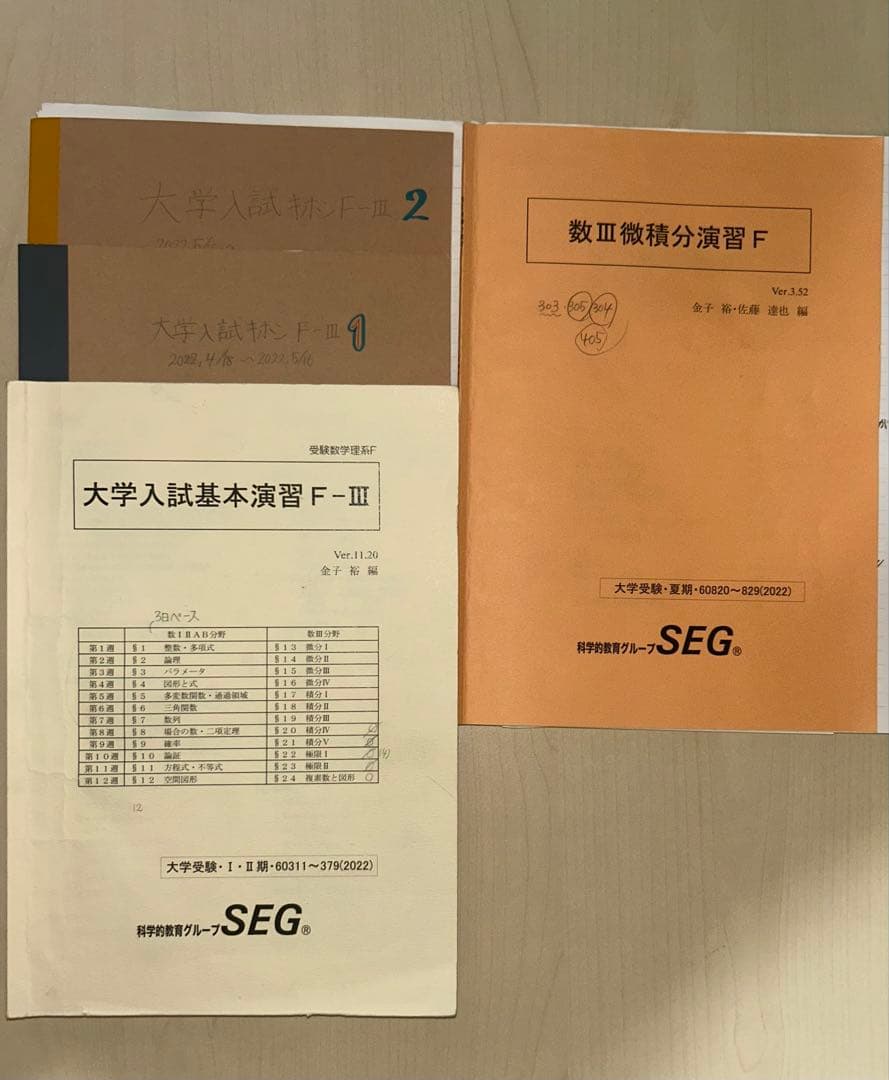 大学入試キホンF-Ⅲ 2
大学入試キホン F-Ⅲ 1
2022,4/18 〜 2022,5/16
受験数学理系F
大学入試基本演習F-Ⅲ
Ver.11.20
金子 裕 編
3日ペース
数ⅠⅡAB分野 数Ⅲ分野
第1週 §1 整数・多項式 §13 微分Ⅰ
第2週 §2 論理 §14 微分Ⅱ
第3週 §3 パラメータ §15 微分Ⅲ
第4週 §4 図形と式 §16 微分Ⅳ
第5週 §5 多変数関数・通過領域 §17 積分Ⅰ
第6週 §6 三角関数 §18 積分Ⅱ
第7週 §7 数列 §19 積分Ⅲ
第8週 §8 場合の数・二項定理 §20 積分Ⅳ
第9週 §9 確率 §21 積分Ⅴ
第10週 §10 論証 §22 極限Ⅰ (4)
第11週 §11 方程式・不等式 §23 極限Ⅱ
第12週 §12 空間図形 §24 複素数と図形
12
大学受験・Ⅰ・Ⅱ期・60311〜379(2022)
科学的教育グループSEG®
数Ⅲ微積分演習F
Ver.3.52
金子 裕・佐藤 達也 編
303 305 304
405
大学受験・夏期・60820〜829(2022)
科学的教育グループSEG®